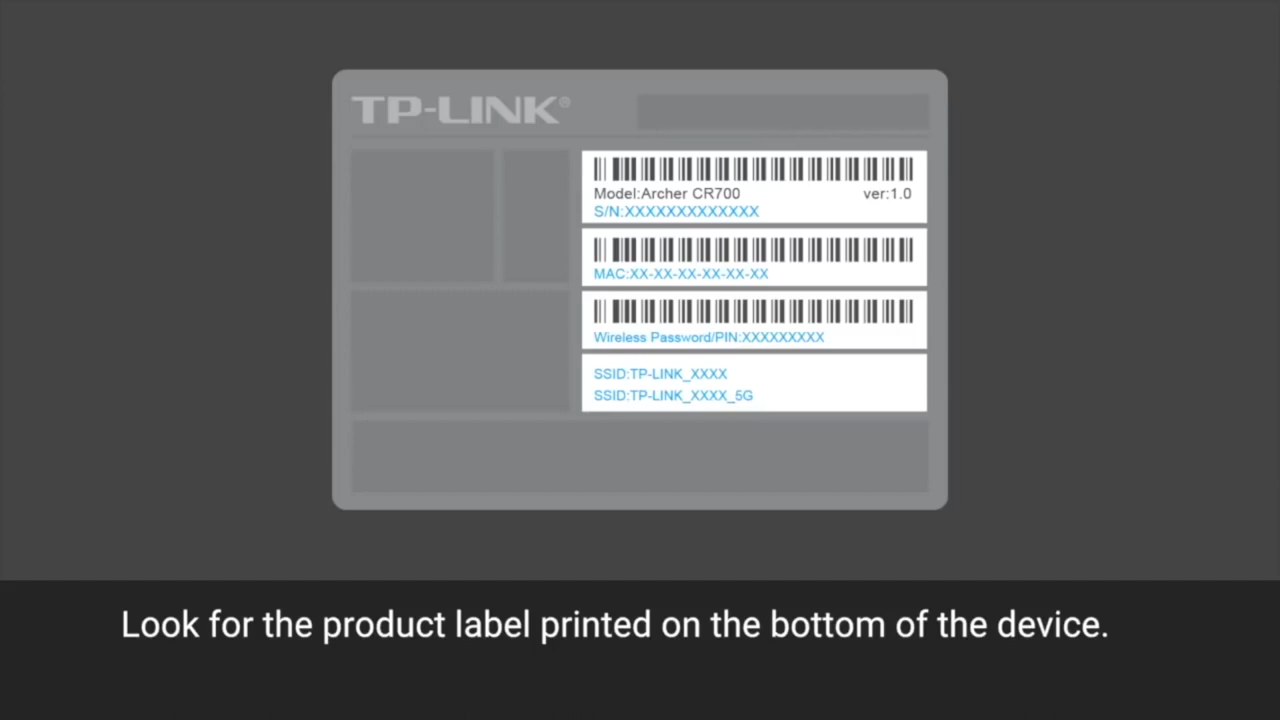 TP-LINK®
Model:Archer CR700 ver:1.0
S/N:XXXXXXXXXXXXX
MAC:XX-XX-XX-XX-XX-XX
Wireless Password/PIN:XXXXXXXXX
SSID:TP-LINK_XXXX
SSID:TP-LINK_XXXX_5G
Look for the product label printed on the bottom of the device.